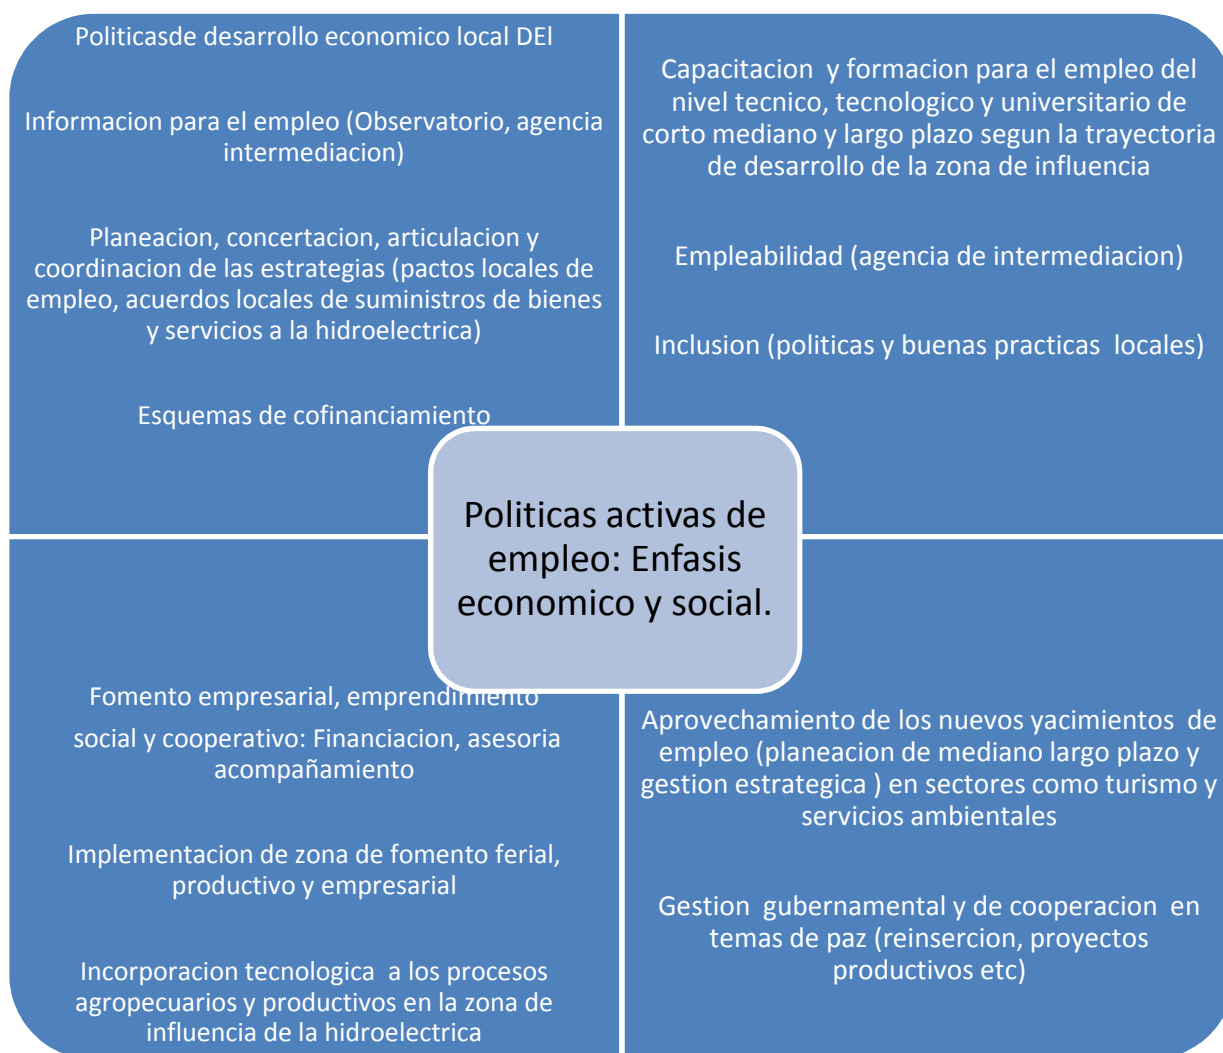 Politicasde desarrollo economico local DEl
Informacion para el empleo (Observatorio, agencia
intermediacion)
Planeacion, concertacion, articulacion y
coordinacion de las estrategias (pactos locales de
empleo, acuerdos locales de suministros de bienes
y servicios a la hidroelectrica)
Esquemas de cofinanciamiento
Capacitacion y formacion para el empleo del
nivel tecnico, tecnologico y universitario de
corto mediano y largo plazo segun la trayectoria
de desarrollo de la zona de influencia
Empleabilidad (agencia de intermediacion)
Inclusion (politicas y buenas practicas locales)
Politicas activas de
empleo: Enfasis
economico y social.
Fomento empresarial, emprendimiento
social y cooperativo: Financiacion, asesoria
acompañamiento
Implementacion de zona de fomento ferial,
productivo y empresarial
Incorporacion tecnologica a los procesos
agropecuarios y productivos en la zona de
influencia de la hidroelectrica
Aprovechamiento de los nuevos yacimientos de
empleo (planeacion de mediano largo plazo y
gestion estrategica ) en sectores como turismo y
servicios ambientales
Gestion gubernamental y de cooperacion en
temas de paz (reinsercion, proyectos
productivos etc)